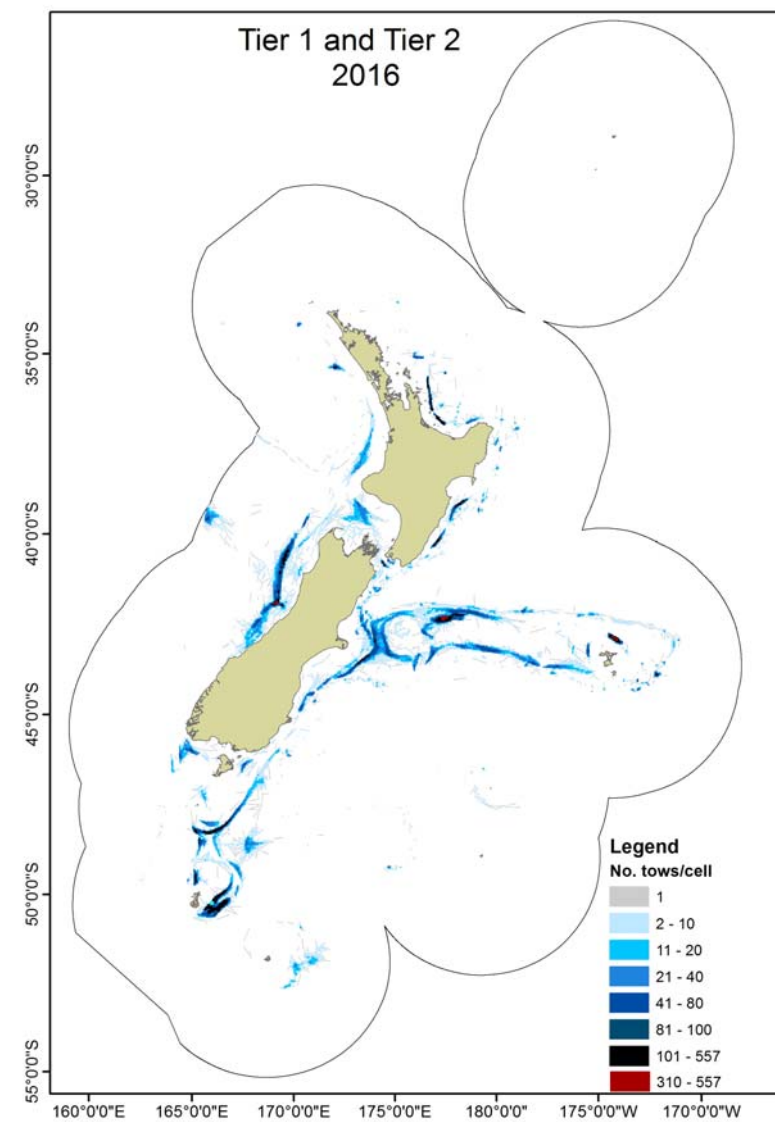 Tier 1 and Tier 2
2016
30°0'0"S
35°0'0"S
40°0'0"S
45°0'0"S
50°0'0"S
55°0'0"S
Legend
No. tows/cell
1
2 - 10
11 - 20
21 - 40
41 - 80
81 - 100
101 - 557
310 - 557
160°0'0"E
165°0'0"E
170°0'0"E
175°0'0"E
180°0'0"
175°0'0"W
170°0'0"W